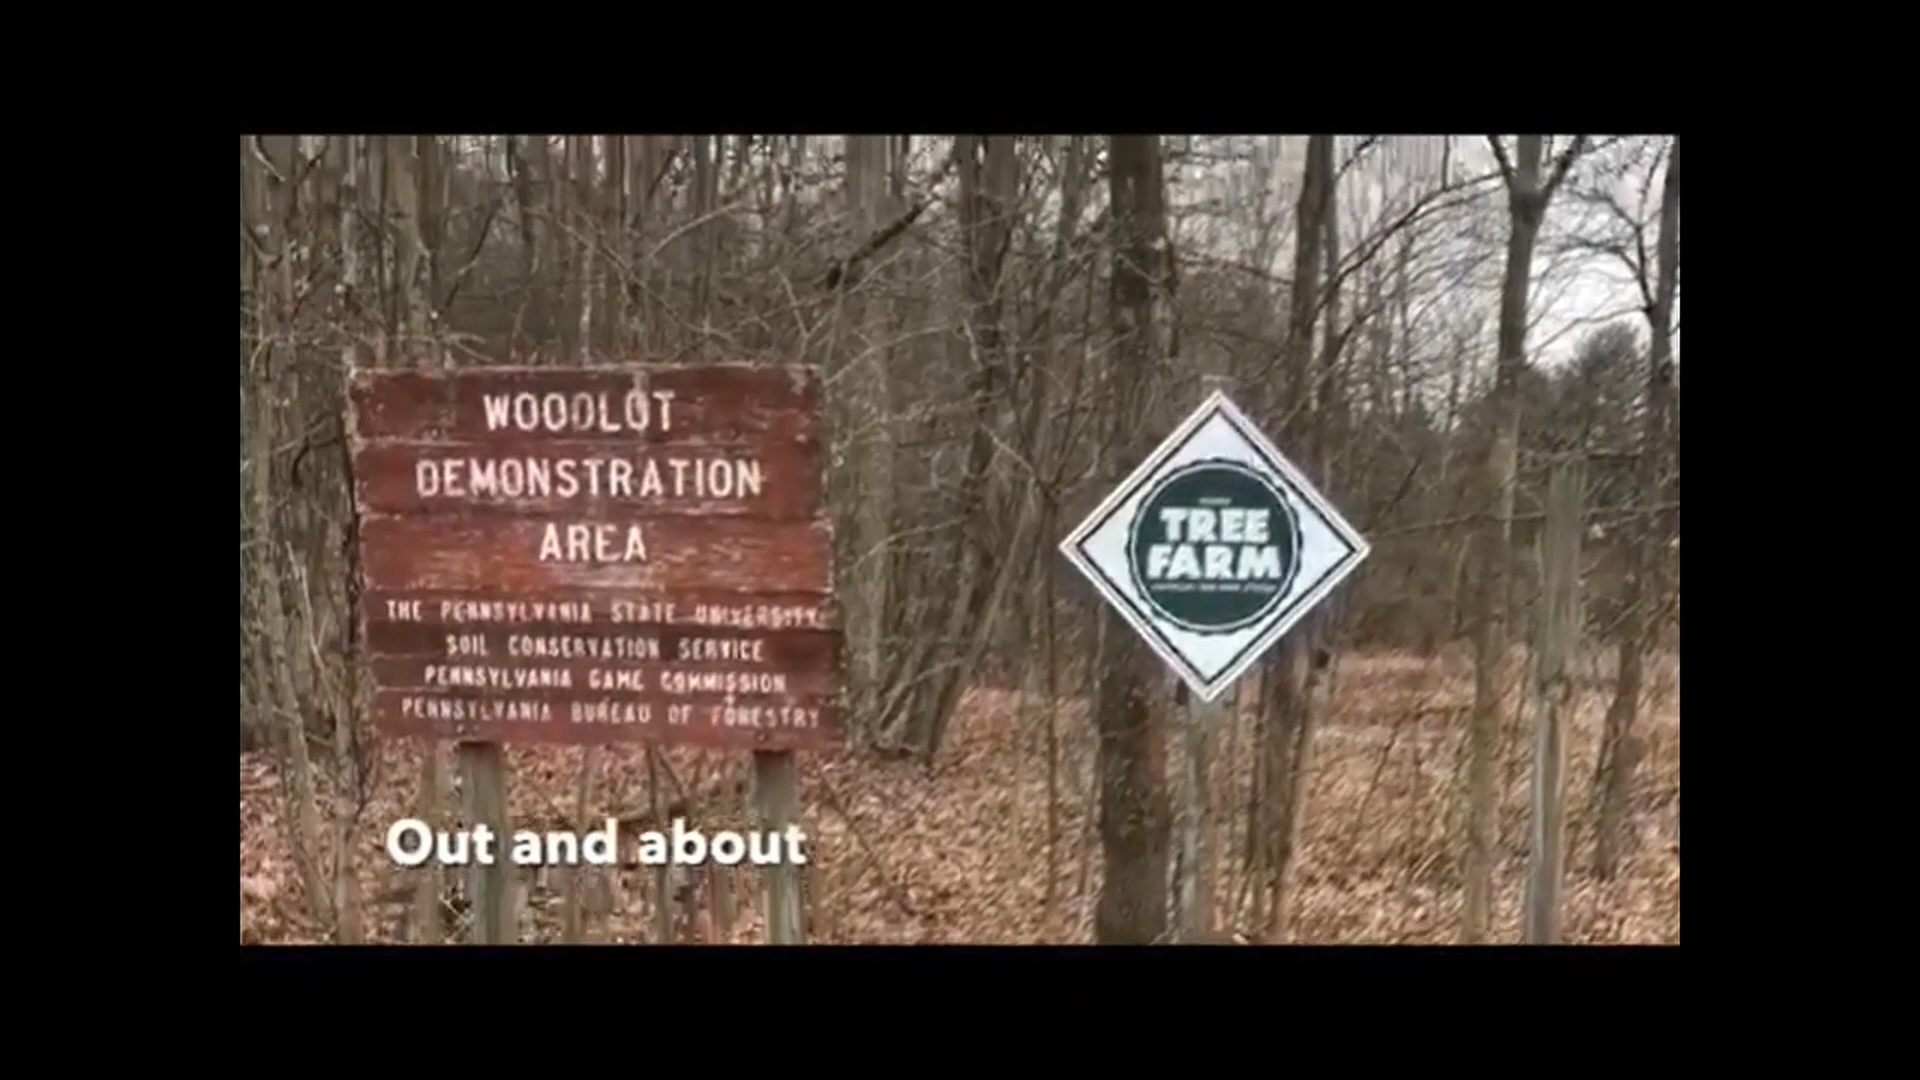 WOODLOT
DEMONSTRATION
AREA
THE PENNSYLVANIA STATE UNIVERSITY
SOIL CONSERVATION SERVICE
PENNSYLVANIA GAME COMMISSION
PENNSYLVANIA BUREAU OF FORESTRY
TREE
FARM
Out and about